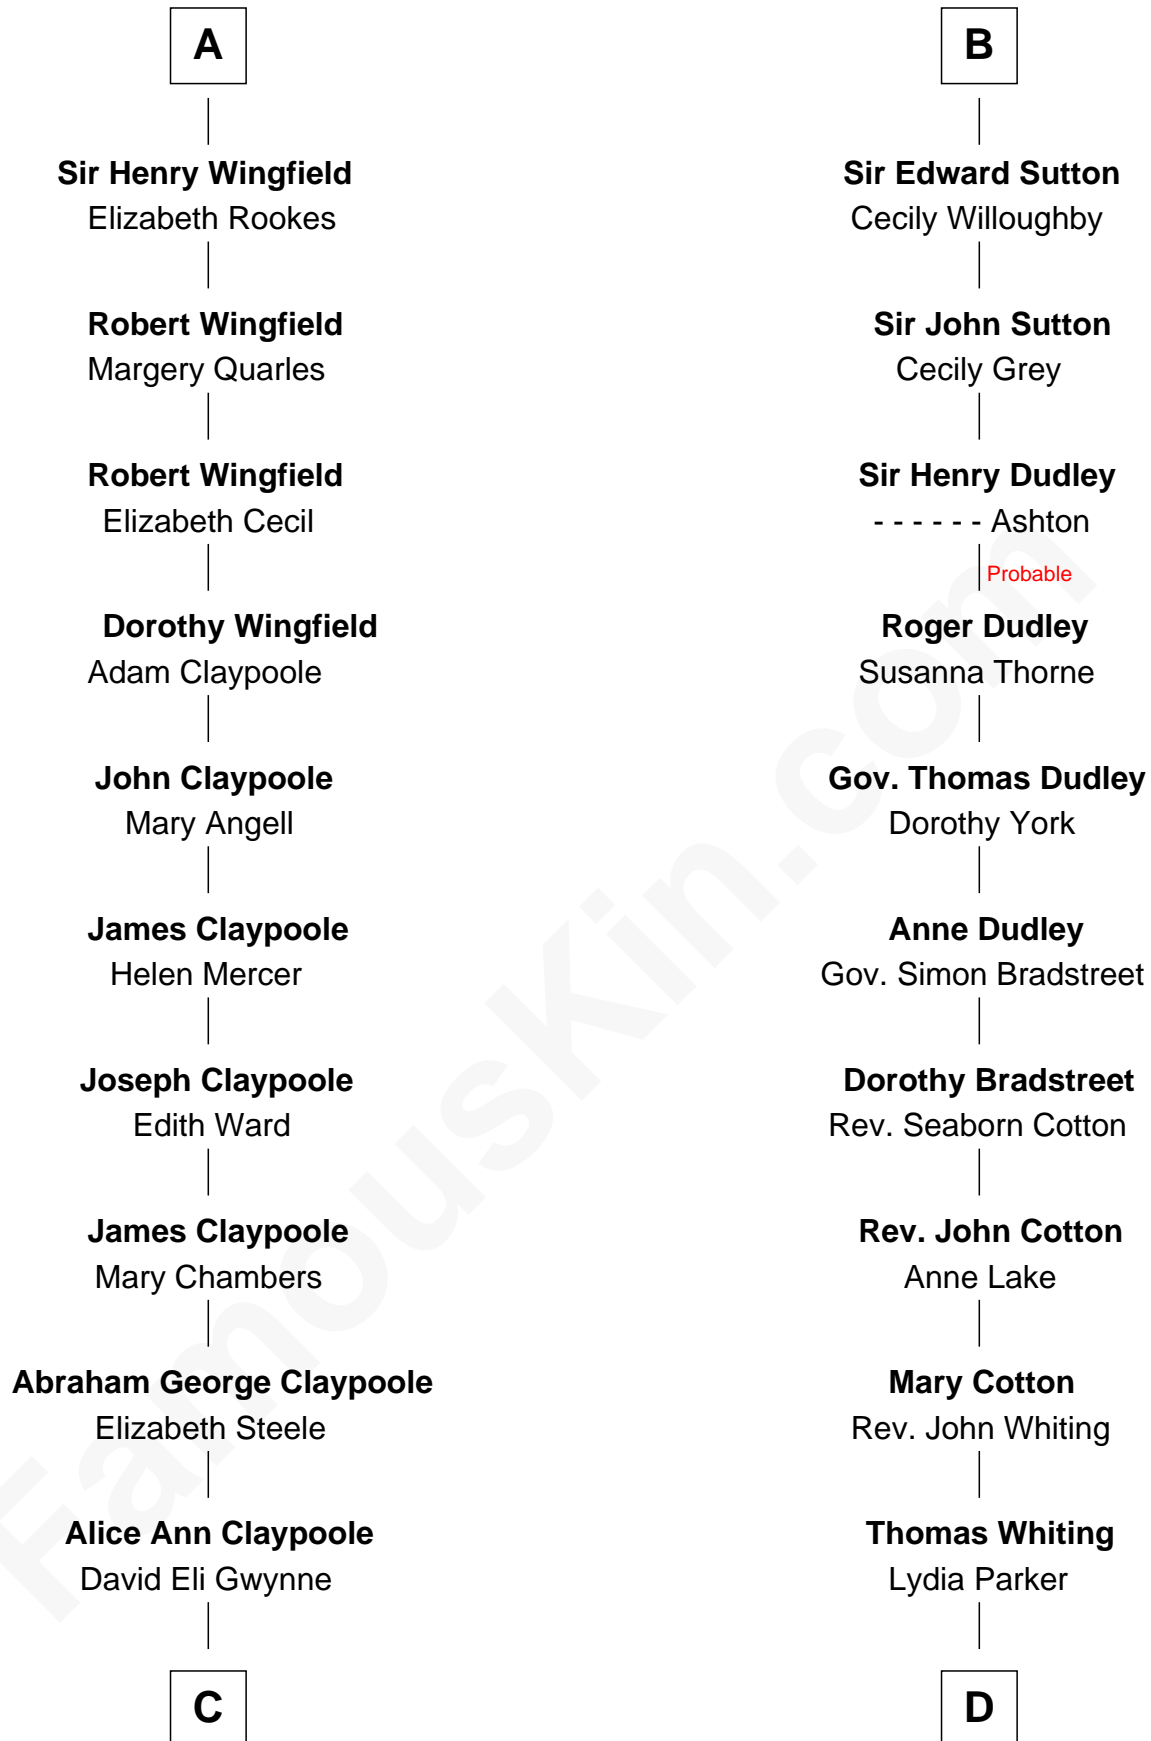 A
Sir Henry Wingfield
Elizabeth Rookes
Robert Wingfield
Margery Quarles
Robert Wingfield
Elizabeth Cecil
Dorothy Wingfield
Adam Claypoole
John Claypoole
Mary Angell
James Claypoole
Helen Mercer
Joseph Claypoole
Edith Ward
James Claypoole
Mary Chambers
Abraham George Claypoole
Elizabeth Steele
Alice Ann Claypoole
David Eli Gwynne
C
B
Sir Edward Sutton
Cecily Willoughby
Sir John Sutton
Cecily Grey
Sir Henry Dudley
- - - - - - Ashton
Probable
Roger Dudley
Susanna Thorne
Gov. Thomas Dudley
Dorothy York
Anne Dudley
Gov. Simon Bradstreet
Dorothy Bradstreet
Rev. Seaborn Cotton
Rev. John Cotton
Anne Lake
Mary Cotton
Rev. John Whiting
Thomas Whiting
Lydia Parker
D
FamousKin.com